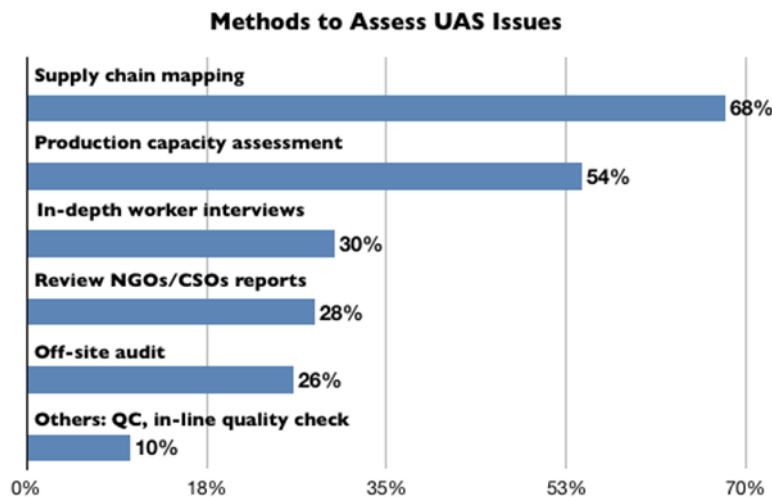 Methods to Assess UAS Issues
Supply chain mapping
68%
Production capacity assessment
54%
In-depth worker interviews
30%
Review NGOs/CSOs reports
28%
Off-site audit
26%
Others: QC, in-line quality check
10%
0% 18% 35% 53% 70%